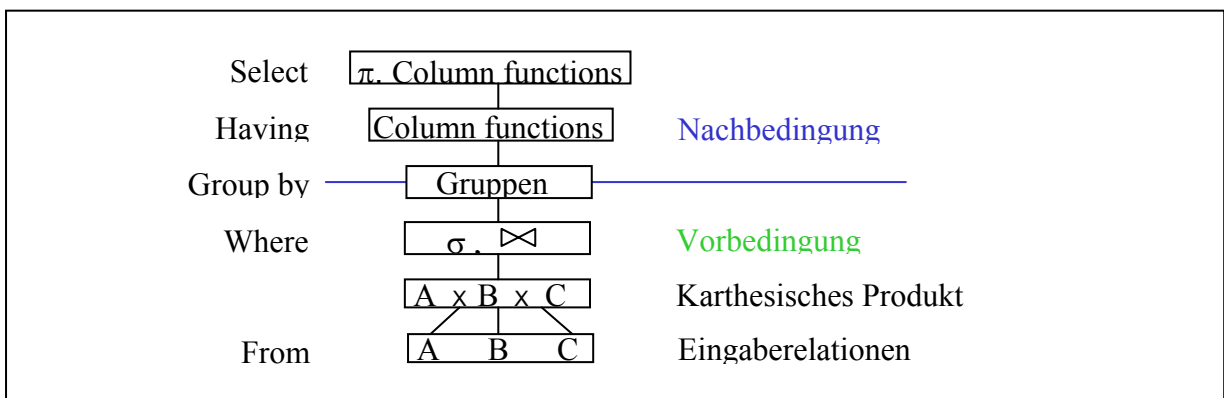 Select π. Column functions
Having Column functions Nachbedingung
Group by Gruppen
Where σ. ⋈ Vorbedingung
A x B x C Karthesisches Produkt
From A B C Eingaberelationen